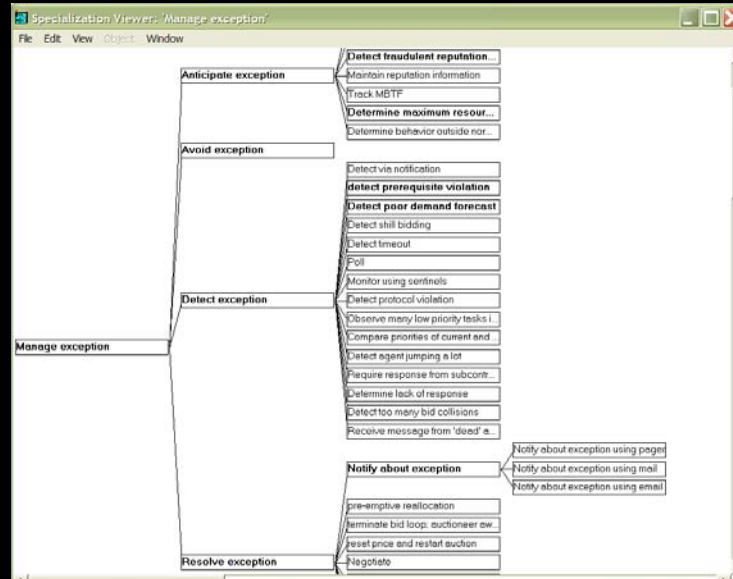 Specialization Viewer: 'Manage exception'
File Edit View Object Window
Detect fraudulent reputation...
Anticipate exception
Maintain reputation information
Track MBTF
Determine maximum resour...
Determine behavior outside nor...
Avoid exception
Detect via notification
detect prerequisite violation
Detect poor demand forecast
Detect shill bidding
Detect timeout
Poll
Monitor using sentinels
Detect exception
Detect protocol violation
Observe many low priority tasks i...
Manage exception
Compare priorities of current and ...
Detect agent jumping a lot
Require response from subcontr...
Determine lack of response
Detect too many bid collisions
Receive message from 'dead' a...
Notify about exception using pager
Notify about exception
Notify about exception using mail
Notify about exception using email
pre-emptive reallocation
terminate bid loop; auctioneer aw...
reset price and restart auction
Resolve exception
Negotiate